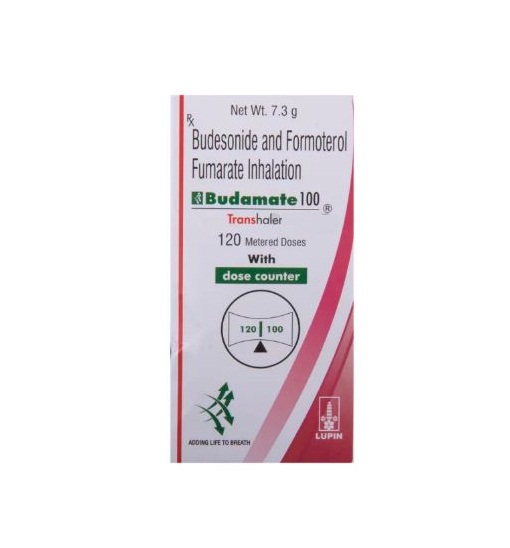 Net Wt. 7.3 g
Rx
Budesonide and Formoterol
Fumarate Inhalation
Budamate 100 ®
Transhaler
120 Metered Doses
With
dose counter
120 100
ADDING LIFE TO BREATH
LUPIN